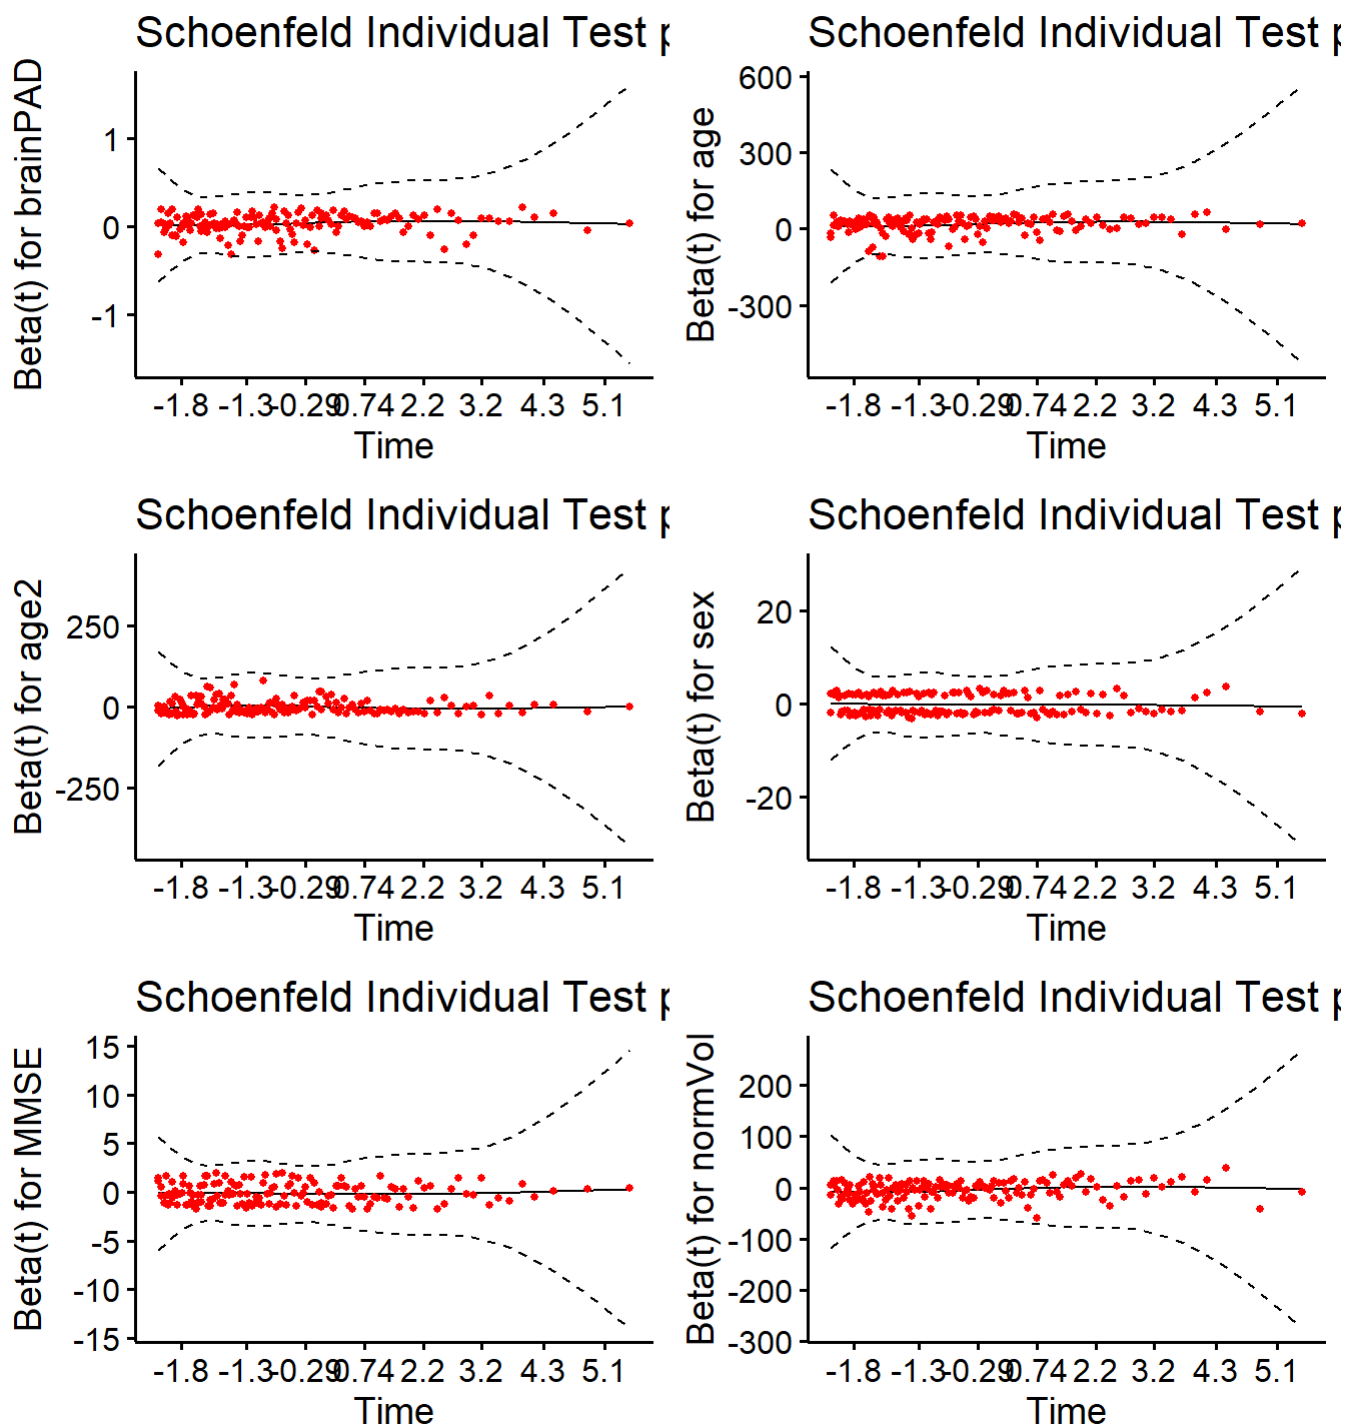 Schoenfeld Individual Test p
Beta(t) for brainPAD
1
0
-1
-1.8 -1.3 -0.29 0.74 2.2 3.2 4.3 5.1
Time
Schoenfeld Individual Test p
Beta(t) for age
600
300
0
-300
-1.8 -1.3 -0.29 0.74 2.2 3.2 4.3 5.1
Time
Schoenfeld Individual Test p
Beta(t) for age2
250
0
-250
-1.8 -1.3 -0.29 0.74 2.2 3.2 4.3 5.1
Time
Schoenfeld Individual Test p
Beta(t) for sex
20
0
-20
-1.8 -1.3 -0.29 0.74 2.2 3.2 4.3 5.1
Time
Schoenfeld Individual Test p
Beta(t) for MMSE
15
10
5
0
-5
-10
-15
-1.8 -1.3 -0.29 0.74 2.2 3.2 4.3 5.1
Time
Schoenfeld Individual Test p
Beta(t) for normVol
200
100
0
-100
-200
-300
-1.8 -1.3 -0.29 0.74 2.2 3.2 4.3 5.1
Time